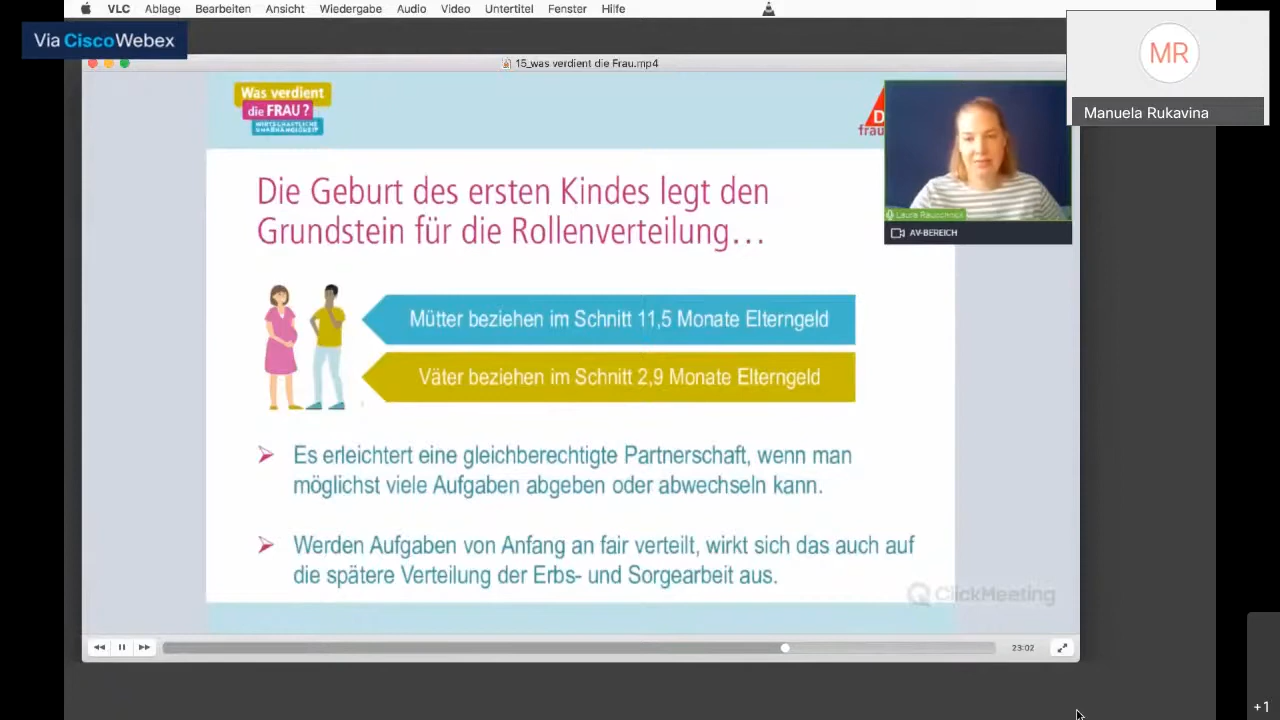 VLC Ablage Bearbeiten Ansicht Wiedergabe Audio Video Untertitel Fenster Hilfe
Via Cisco Webex
15_was verdient die Frau.mp4
MR
Manuela Rukavina
Was verdient
die FRAU?
WIRTSCHAFTLICHE
UNABHÄNGIGKEIT
D
frau
AV-BEREICH
Die Geburt des ersten Kindes legt den
Grundstein für die Rollenverteilung…
Mütter beziehen im Schnitt 11,5 Monate Elterngeld
Väter beziehen im Schnitt 2,9 Monate Elterngeld
Es erleichtert eine gleichberechtigte Partnerschaft, wenn man
möglichst viele Aufgaben abgeben oder abwechseln kann.
Werden Aufgaben von Anfang an fair verteilt, wirkt sich das auch auf
die spätere Verteilung der Erbs- und Sorgearbeit aus.
ClickMeeting
23:02
+1